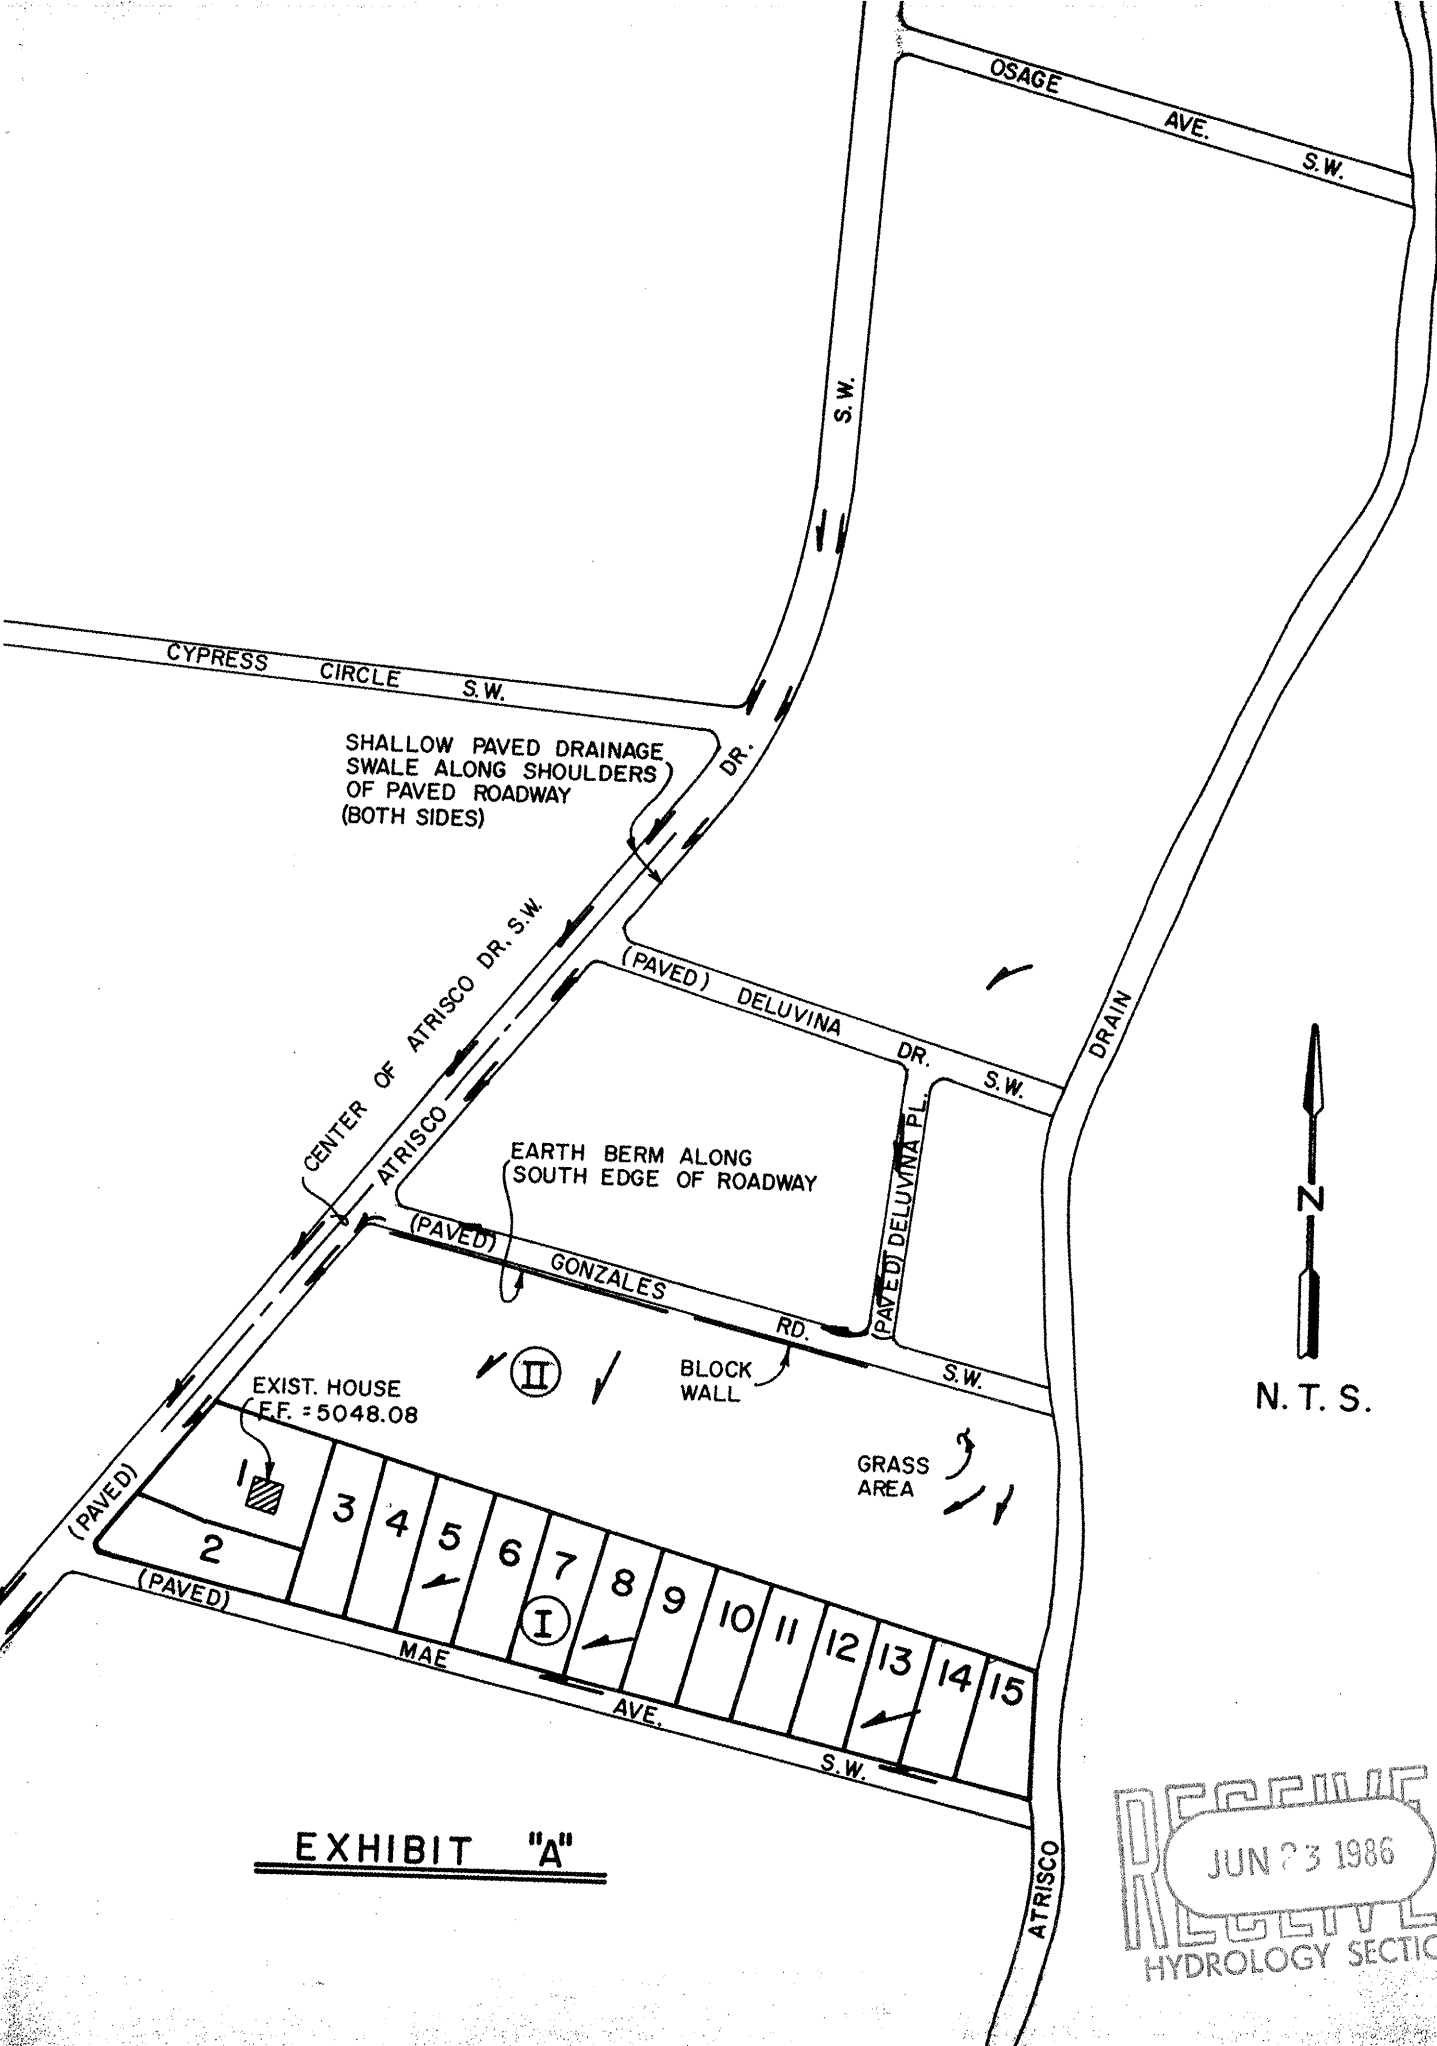 OSAGE AVE. S.W.
S.W.
CYPRESS CIRCLE S.W.
DR.
SHALLOW PAVED DRAINAGE
SWALE ALONG SHOULDERS
OF PAVED ROADWAY
(BOTH SIDES)
CENTER OF ATRISCO DR. S.W.
(PAVED) DELUVINA DR. S.W.
DRAIN
(PAVED) DELUVINA PL.
ATRISCO
EARTH BERM ALONG
SOUTH EDGE OF ROADWAY
N
(PAVED) GONZALES RD. S.W.
II
BLOCK
WALL
EXIST. HOUSE
F.F. = 5048.08
N.T.S.
GRASS
AREA
(PAVED)
1
2
3
4
5
6
7
8
9
10
11
12
13
14
15
I
(PAVED) MAE AVE. S.W.
EXHIBIT "A"
ATRISCO
JUN 23 1986
HYDROLOGY SECTIO